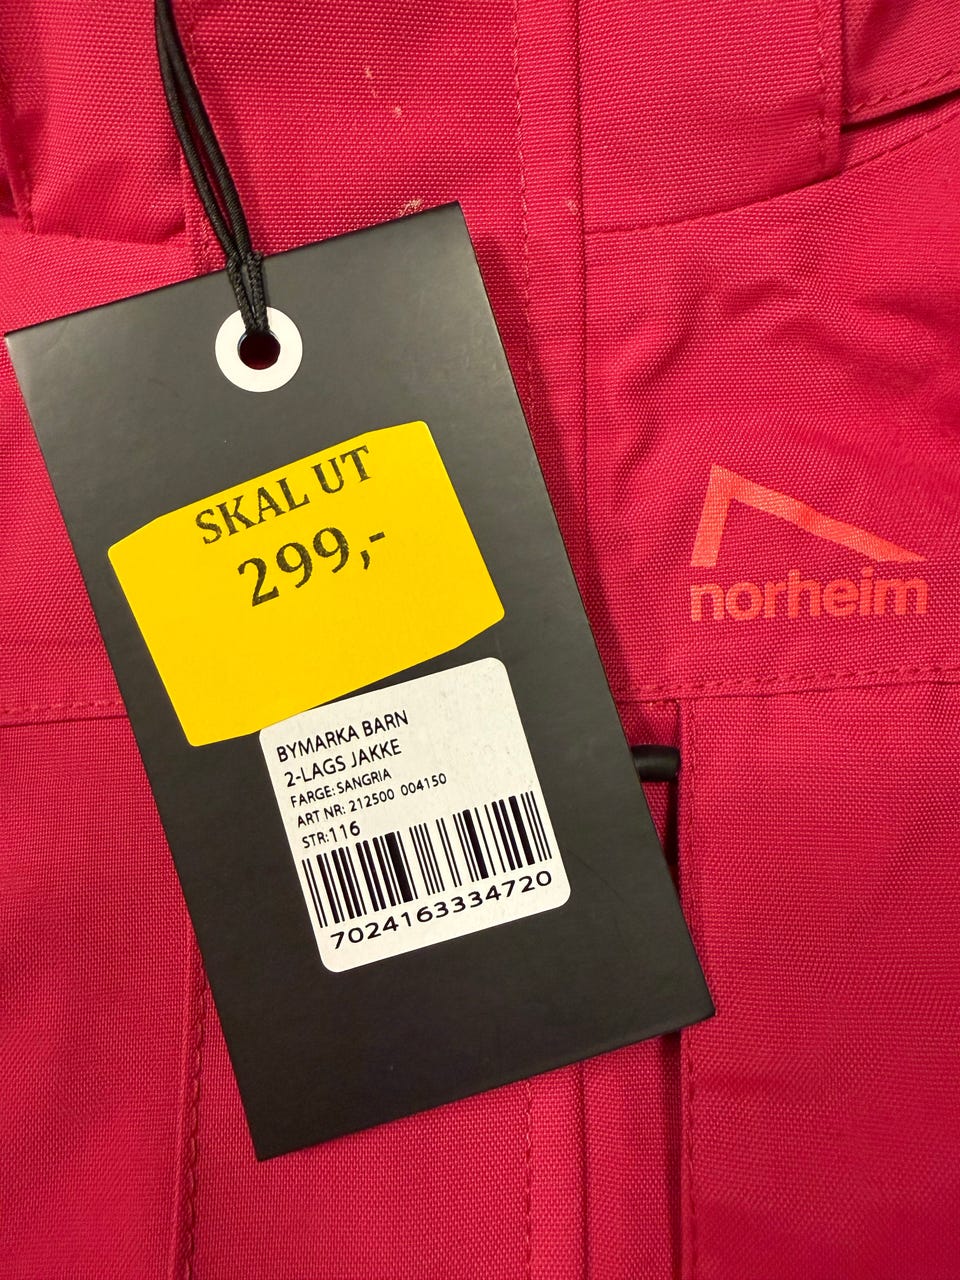 SKAL UT
299,-
norheim
BYMARKA BARN
2-LAGS JAKKE
FARGE: SANGRIA
ART NR: 212500 004150
STR:116
7024163334720